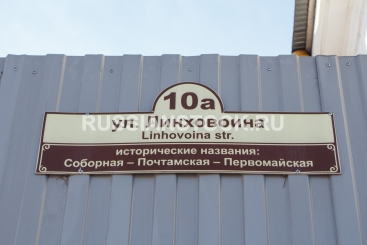 10а
ул. Линховоина
Linhovoina str.
исторические названия:
Соборная – Почтамская – Первомайская